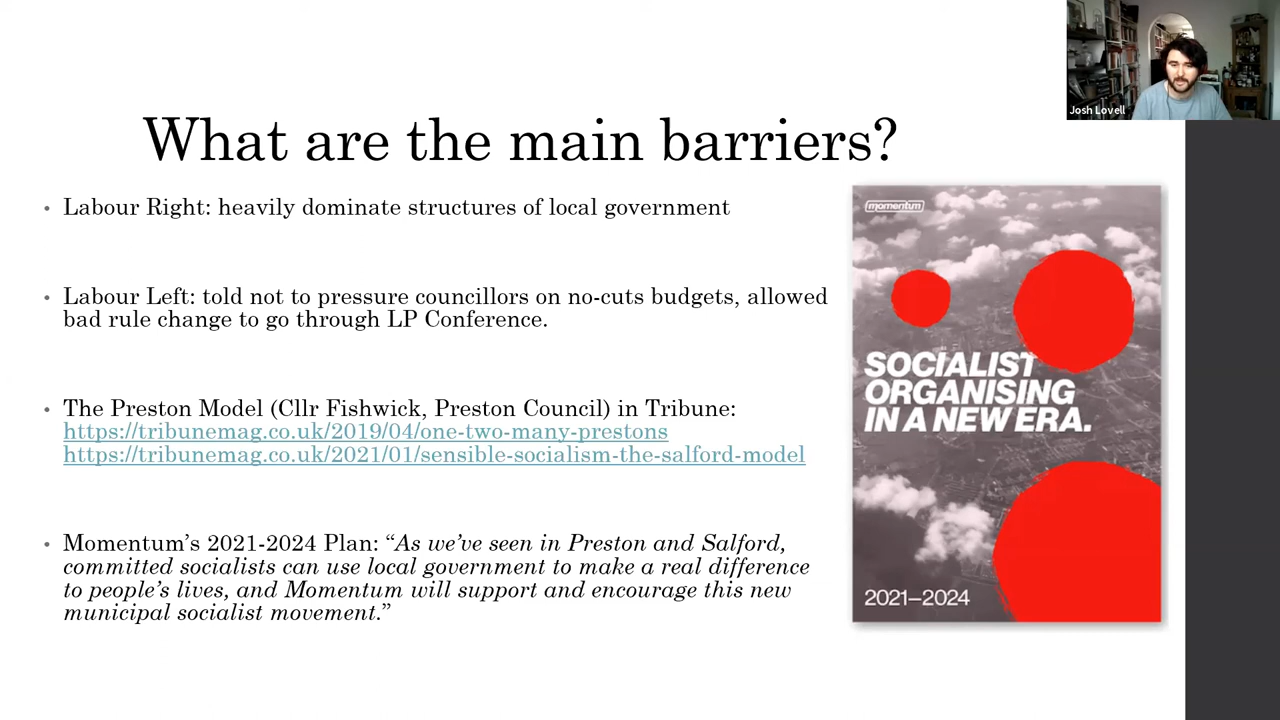 Josh Lovell
What are the main barriers?
• Labour Right: heavily dominate structures of local government
• Labour Left: told not to pressure councillors on no-cuts budgets, allowed
bad rule change to go through LP Conference.
• The Preston Model (Cllr Fishwick, Preston Council) in Tribune:
https://tribunemag.co.uk/2019/04/one-two-many-prestons
https://tribunemag.co.uk/2021/01/sensible-socialism-the-salford-model
• Momentum’s 2021-2024 Plan: “As we’ve seen in Preston and Salford,
committed socialists can use local government to make a real difference
to people’s lives, and Momentum will support and encourage this new
municipal socialist movement.”
momentum
SOCIALIST
ORGANISING
IN A NEW ERA.
2021–2024